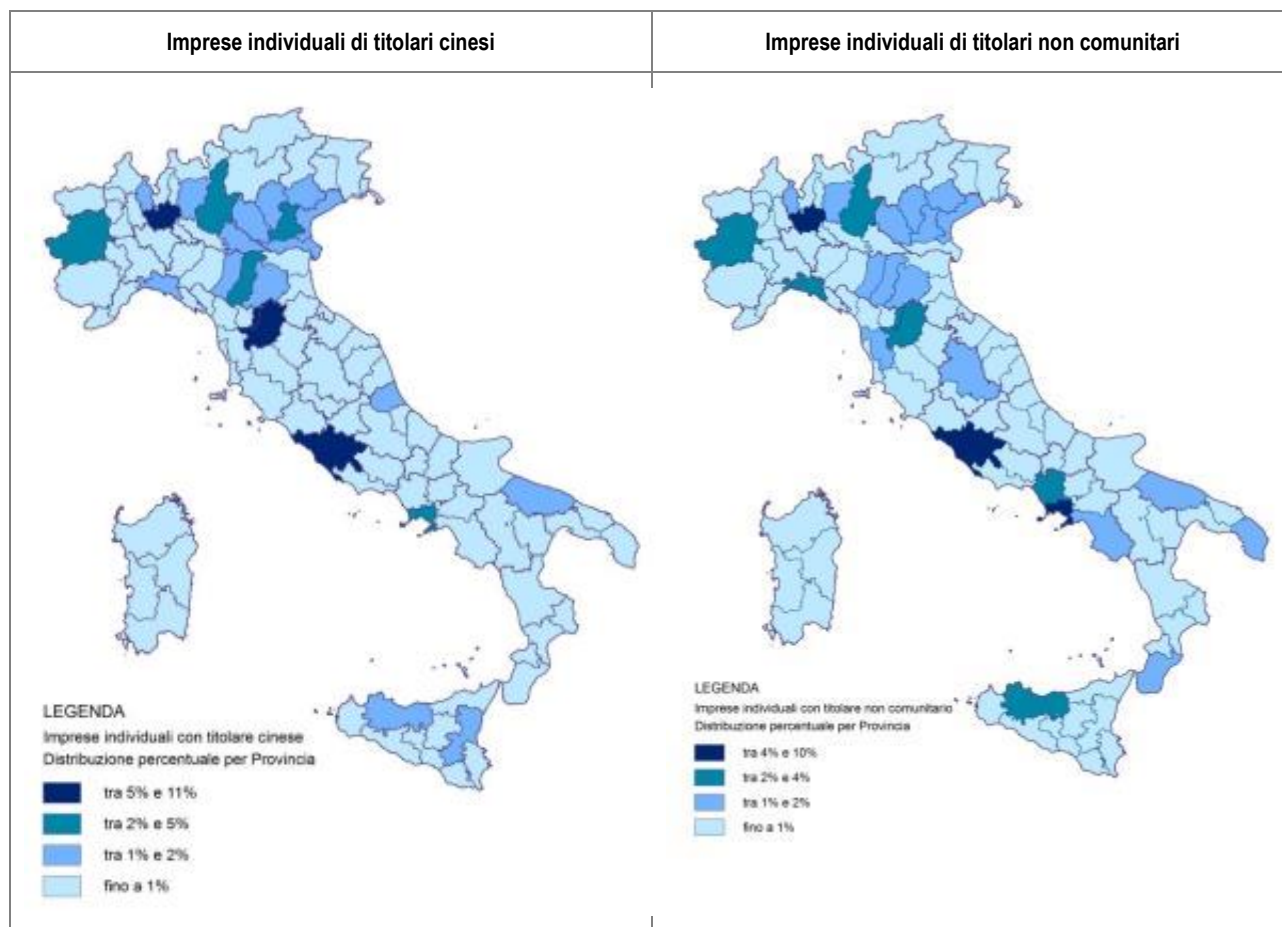 Imprese individuali di titolari cinesi
Imprese individuali di titolari non comunitari
LEGENDA
Imprese individuali con titolare cinese
Distribuzione percentuale per Provincia
tra 5% e 11%
tra 2% e 5%
tra 1% e 2%
fino a 1%
LEGENDA
Imprese individuali con titolare non comunitario
Distribuzione percentuale per Provincia
tra 4% e 10%
tra 2% e 4%
tra 1% e 2%
fino a 1%